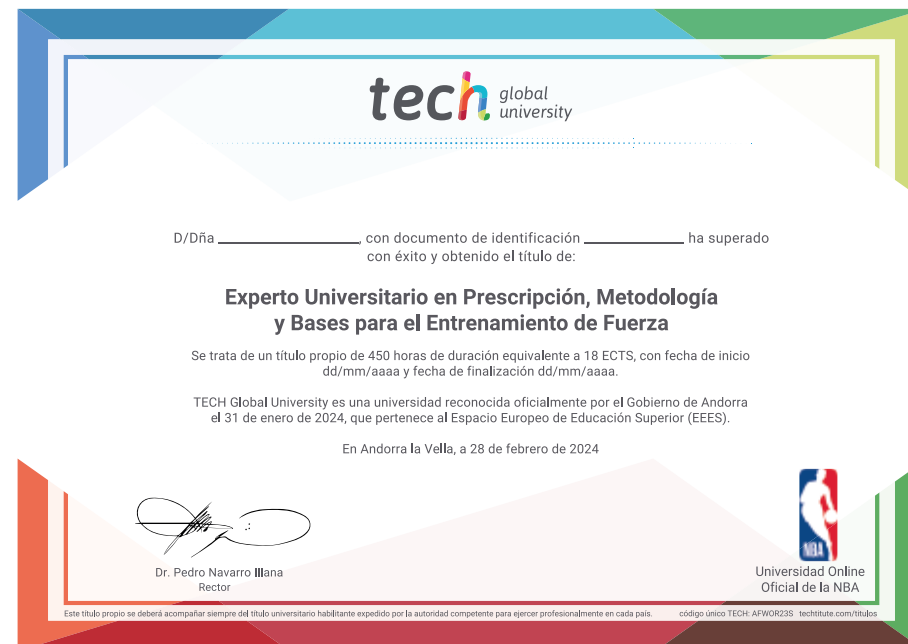 tech global university
D/Dña ____________________, con documento de identificación ______________ ha superado
con éxito y obtenido el título de:
Experto Universitario en Prescripción, Metodología
y Bases para el Entrenamiento de Fuerza
Se trata de un título propio de 450 horas de duración equivalente a 18 ECTS, con fecha de inicio
dd/mm/aaaa y fecha de finalización dd/mm/aaaa.
TECH Global University es una universidad reconocida oficialmente por el Gobierno de Andorra
el 31 de enero de 2024, que pertenece al Espacio Europeo de Educación Superior (EEES).
En Andorra la Vella, a 28 de febrero de 2024
Dr. Pedro Navarro Illana
Rector
NBA
Universidad Online
Oficial de la NBA
Este título propio se deberá acompañar siempre del título universitario habilitante expedido por la autoridad competente para ejercer profesionalmente en cada país. código único TECH: AFWOR23S techtitute.com/titulos